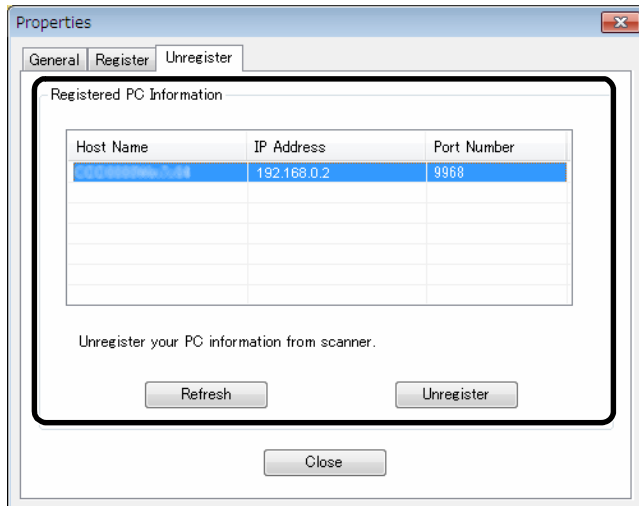 Properties
General Register Unregister
Registered PC Information
Host Name IP Address Port Number
192.168.0.2 9968
Unregister your PC information from scanner.
Refresh Unregister
Close